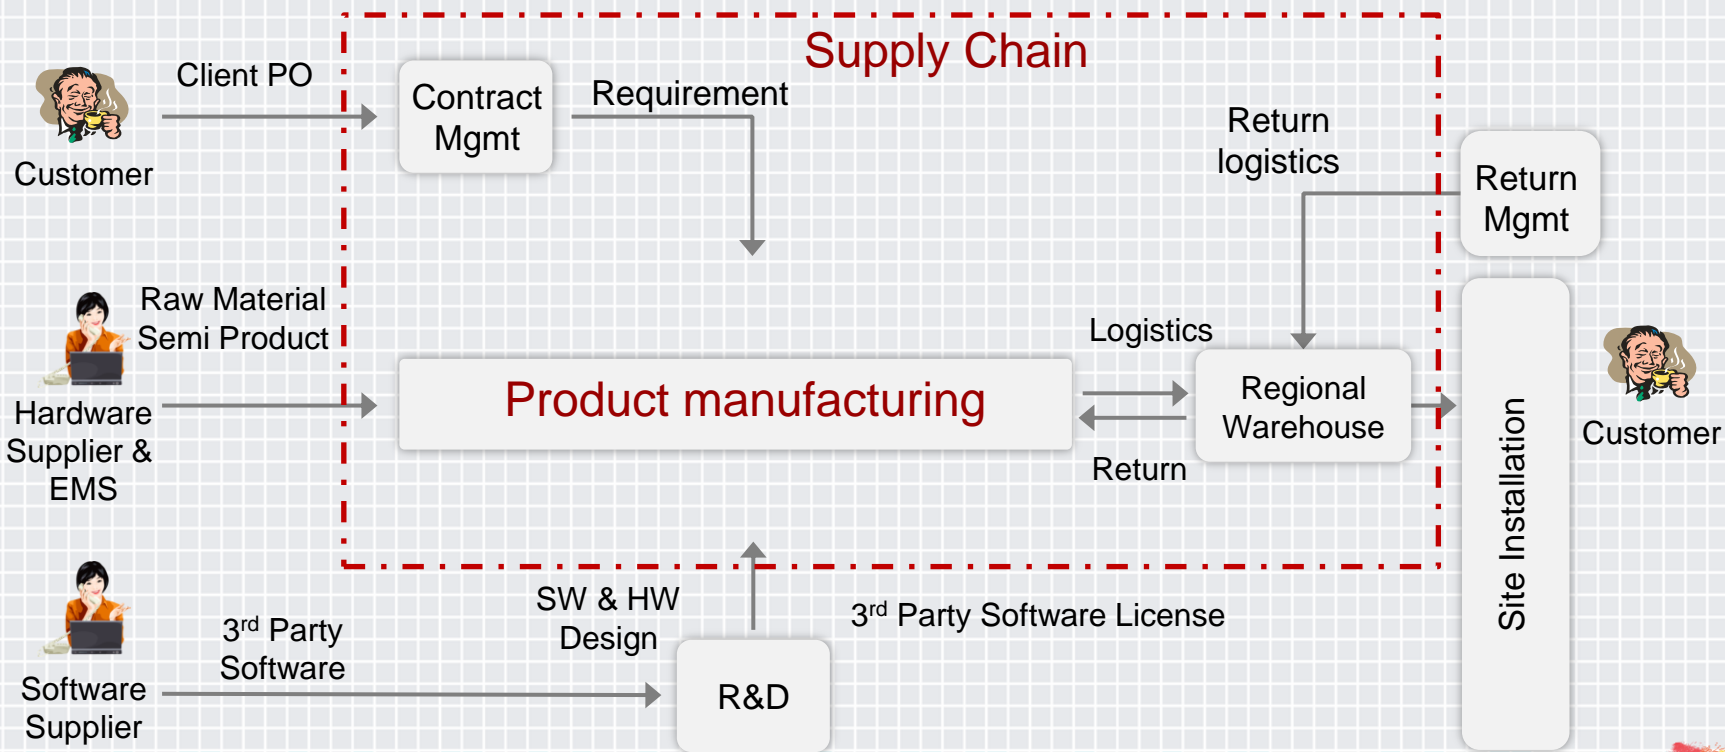 Supply Chain
Client PO
Contract
Mgmt
Requirement
Customer
Return
logistics
Return
Mgmt
Raw Material
Semi Product
Hardware
Supplier &
EMS
Product manufacturing
Logistics
Return
Regional
Warehouse
Site Installation
Customer
SW & HW
Design
3rd Party Software License
3rd Party
Software
Software
Supplier
R&D